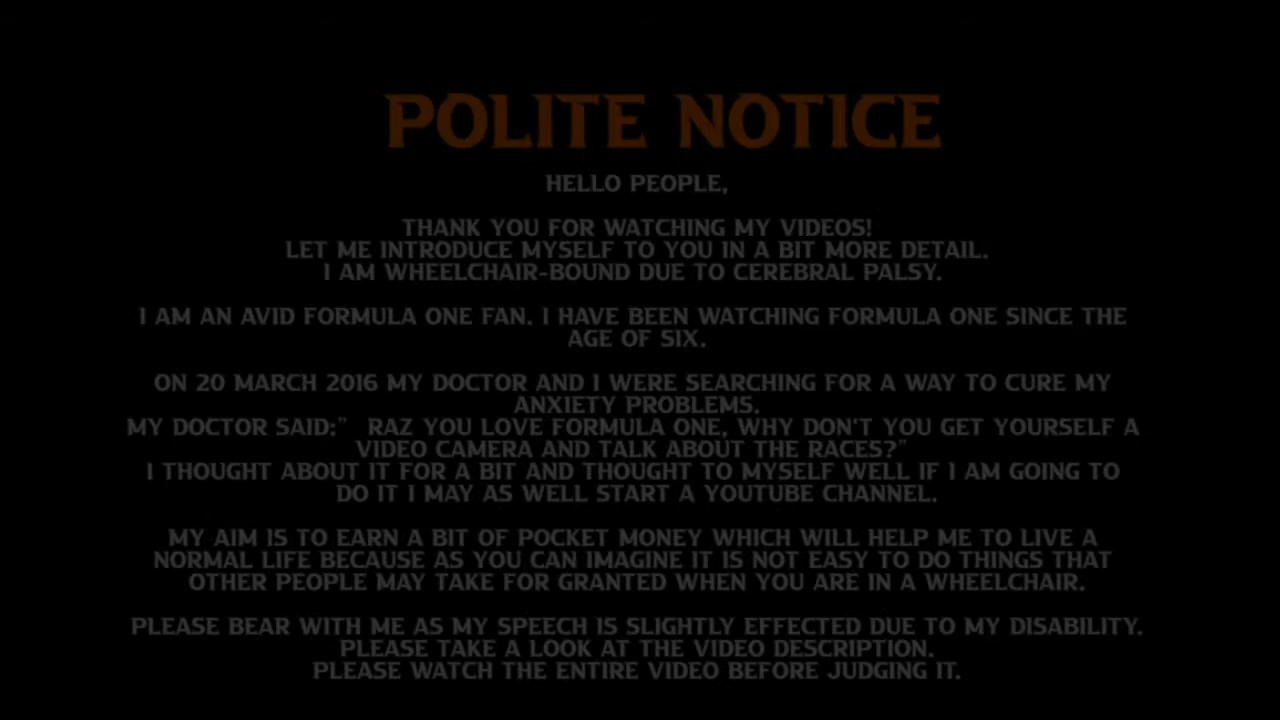 POLITE NOTICE
HELLO PEOPLE,
THANK YOU FOR WATCHING MY VIDEOS!
LET ME INTRODUCE MYSELF TO YOU IN A BIT MORE DETAIL.
I AM WHEELCHAIR-BOUND DUE TO CEREBRAL PALSY.
I AM AN AVID FORMULA ONE FAN. I HAVE BEEN WATCHING FORMULA ONE SINCE THE
AGE OF SIX.
ON 20 MARCH 2016 MY DOCTOR AND I WERE SEARCHING FOR A WAY TO CURE MY
ANXIETY PROBLEMS.
MY DOCTOR SAID:" RAZ YOU LOVE FORMULA ONE, WHY DON'T YOU GET YOURSELF A
VIDEO CAMERA AND TALK ABOUT THE RACES?"
I THOUGHT ABOUT IT FOR A BIT AND THOUGHT TO MYSELF WELL IF I AM GOING TO
DO IT I MAY AS WELL START A YOUTUBE CHANNEL.
MY AIM IS TO EARN A BIT OF POCKET MONEY WHICH WILL HELP ME TO LIVE A
NORMAL LIFE BECAUSE AS YOU CAN IMAGINE IT IS NOT EASY TO DO THINGS THAT
OTHER PEOPLE MAY TAKE FOR GRANTED WHEN YOU ARE IN A WHEELCHAIR.
PLEASE BEAR WITH ME AS MY SPEECH IS SLIGHTLY EFFECTED DUE TO MY DISABILITY.
PLEASE TAKE A LOOK AT THE VIDEO DESCRIPTION.
PLEASE WATCH THE ENTIRE VIDEO BEFORE JUDGING IT.